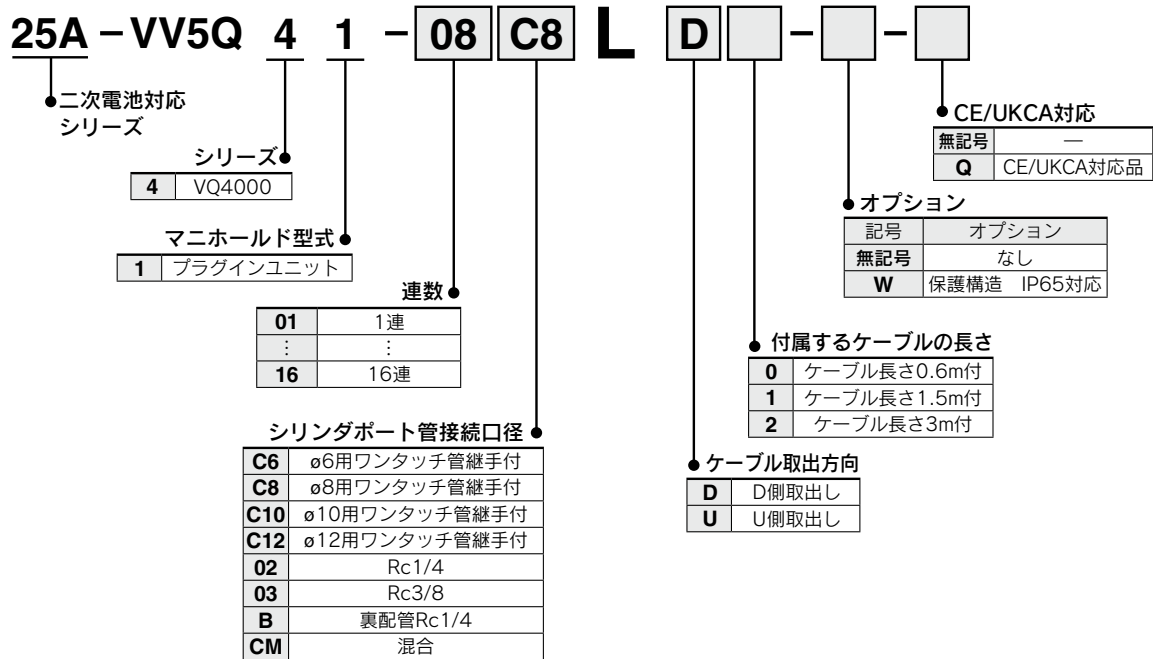 25A – VV5Q 4 1 – 08 C8 L D – –
二次電池対応
シリーズ
シリーズ
4 VQ4000
マニホールド型式
1 プラグインユニット
連数
01 1連
⋮ ⋮
16 16連
シリンダポート管接続口径
C6 ø6用ワンタッチ管継手付
C8 ø8用ワンタッチ管継手付
C10 ø10用ワンタッチ管継手付
C12 ø12用ワンタッチ管継手付
02 Rc1/4
03 Rc3/8
B 裏配管Rc1/4
CM 混合
ケーブル取出方向
D D側取出し
U U側取出し
付属するケーブルの長さ
0 ケーブル長さ0.6m付
1 ケーブル長さ1.5m付
2 ケーブル長さ3m付
オプション
記号 オプション
無記号 なし
W 保護構造 IP65対応
CE/UKCA対応
無記号 —
Q CE/UKCA対応品